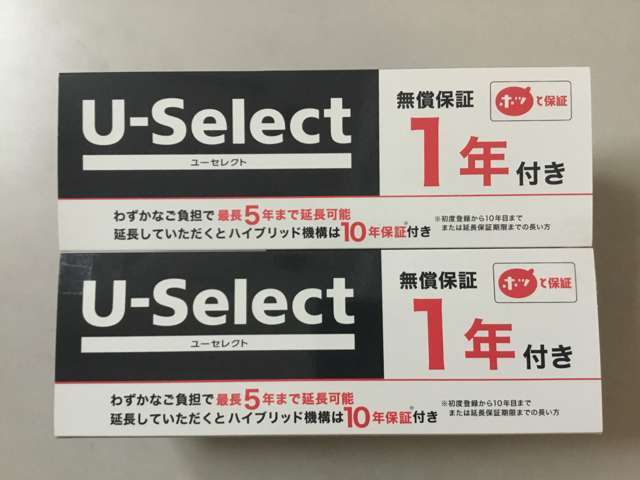 U-Select
ユーセレクト
無償保証
ホッと保証
1年付き
わずかなご負担で最長5年まで延長可能
延長していただくとハイブリッド機構は10年保証※付き
※初度登録から10年目まで
または延長保証期限までの長い方
U-Select
ユーセレクト
無償保証
ホッと保証
1年付き
わずかなご負担で最長5年まで延長可能
延長していただくとハイブリッド機構は10年保証※付き
※初度登録から10年目まで
または延長保証期限までの長い方